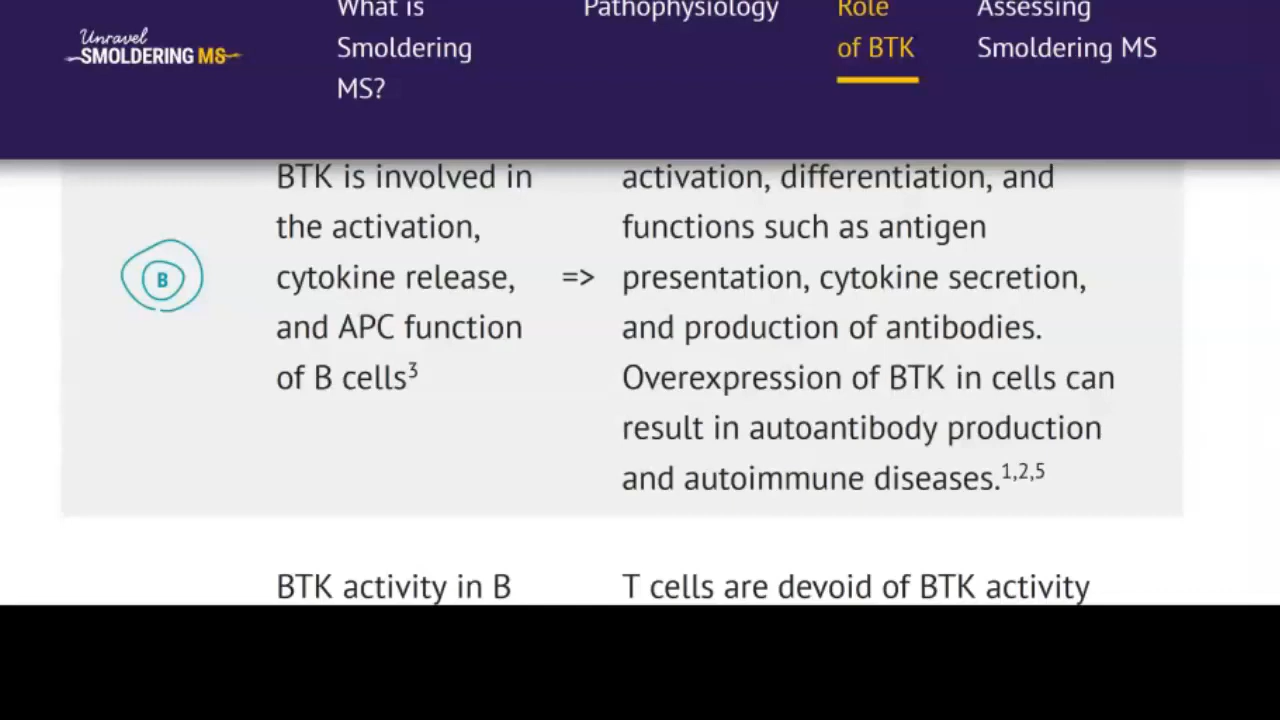 What is
Smoldering
MS?
Pathophysiology
Role
of BTK
Assessing
Smoldering MS
Unravel
SMOLDERING MS
B
BTK is involved in
the activation,
cytokine release,
and APC function
of B cells³
=>
activation, differentiation, and
functions such as antigen
presentation, cytokine secretion,
and production of antibodies.
Overexpression of BTK in cells can
result in autoantibody production
and autoimmune diseases.¹,²,⁵
BTK activity in B
T cells are devoid of BTK activity